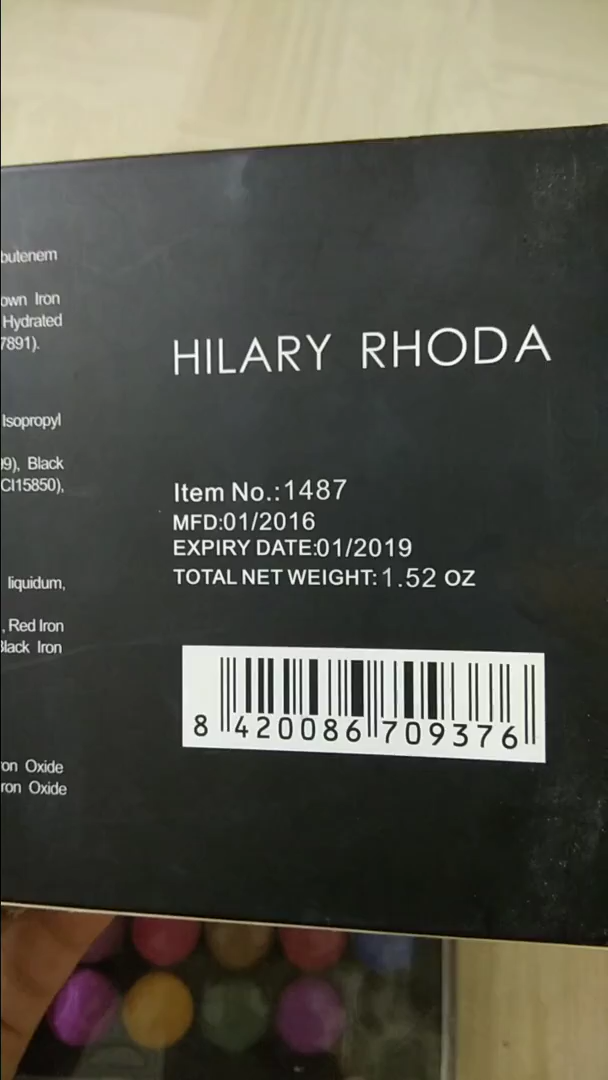 butenem
own Iron
Hydrated
7891).
Isopropyl
9), Black
CI15850),
liquidum,
, Red Iron
Black Iron
on Oxide
ron Oxide
HILARY RHODA
Item No.:1487
MFD:01/2016
EXPIRY DATE:01/2019
TOTAL NET WEIGHT:1.52 OZ
8 420086 709376